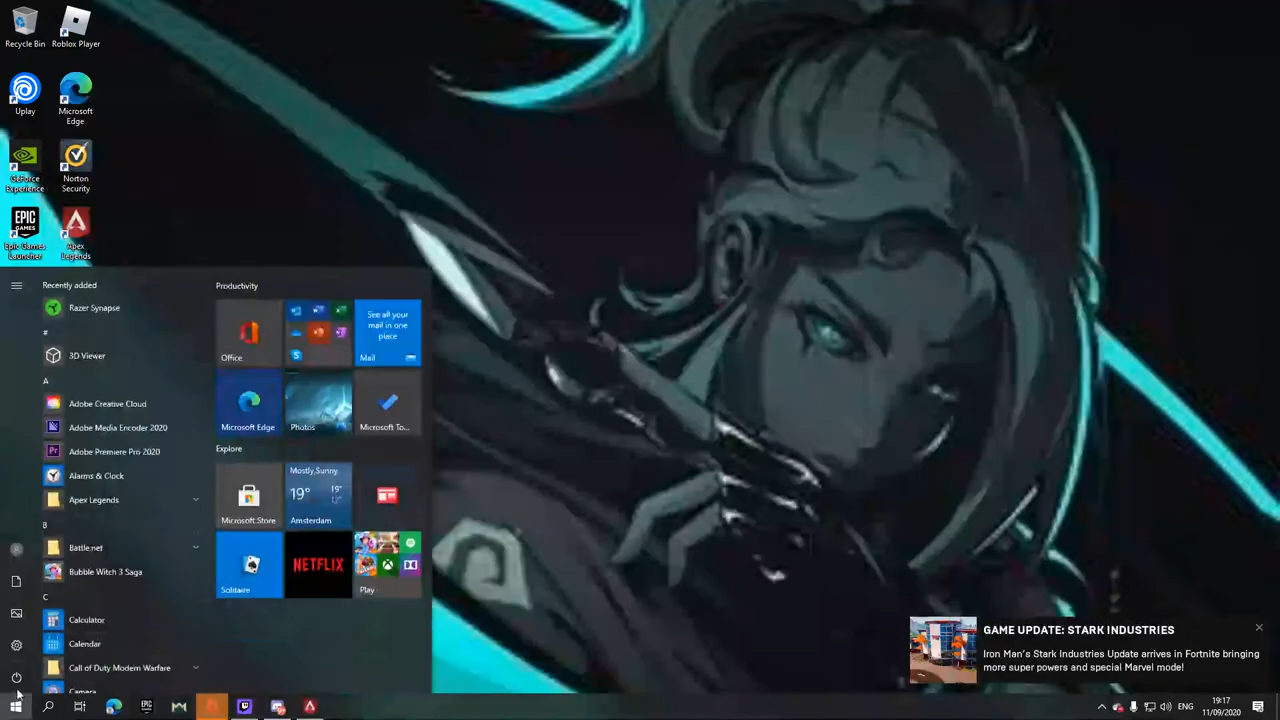 Recycle Bin
Roblox Player
Uplay
Microsoft
Edge
GeForce
Experience
Norton
Security
EPIC
GAMES
Epic Games
Launcher
Apex
Legends
Recently added
Razer Synapse
#
3D Viewer
A
Adobe Creative Cloud
Adobe Media Encoder 2020
Pr
Adobe Premiere Pro 2020
Alarms & Clock
Apex Legends
B
Battle.net
Bubble Witch 3 Saga
C
Calculator
Calendar
Call of Duty Modern Warfare
Camera
Productivity
Office
See all your
mail in one
place
Mail
Microsoft Edge
Photos
Microsoft To...
Explore
Microsoft Store
Mostly Sunny
19°
19°
Amsterdam
Solitaire
NETFLIX
Play
GAME UPDATE: STARK INDUSTRIES
Iron Man's Stark Industries Update arrives in Fortnite bringing
more super powers and special Marvel mode!
EPIC
ENG
19:17
11/09/2020